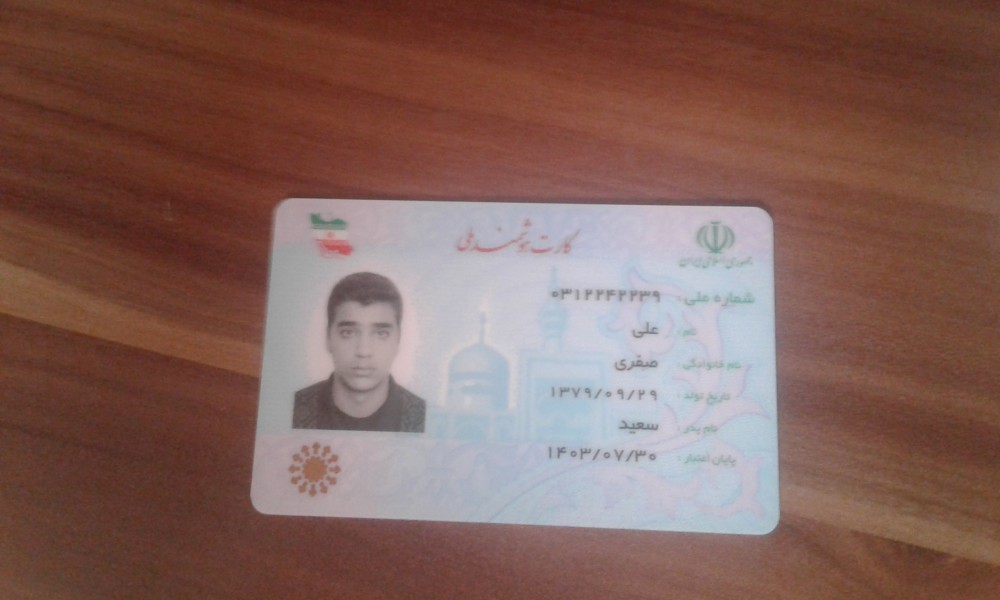 کارت هوشمند ملی
جمهوری اسلامی ایران
شماره ملی: ۰۳۱۲۲۴۲۲۳۹
نام: علی
نام خانوادگی: صفری
تاریخ تولد: ۱۳۷۹/۰۹/۲۹
نام پدر: سعید
پایان اعتبار: ۱۴۰۳/۰۷/۳۰